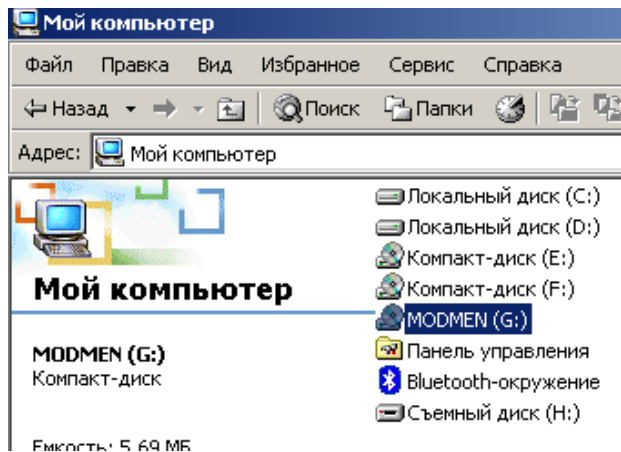 Мой компьютер
Файл Правка Вид Избранное Сервис Справка
Назад Поиск Папки
Адрес: Мой компьютер
Локальный диск (C:)
Локальный диск (D:)
Компакт-диск (E:)
Компакт-диск (F:)
Мой компьютер
MODMEN (G:)
MODMEN (G:)
Панель управления
Компакт-диск
Bluetooth-окружение
Съемный диск (H:)
Емкость: 5,69 МБ